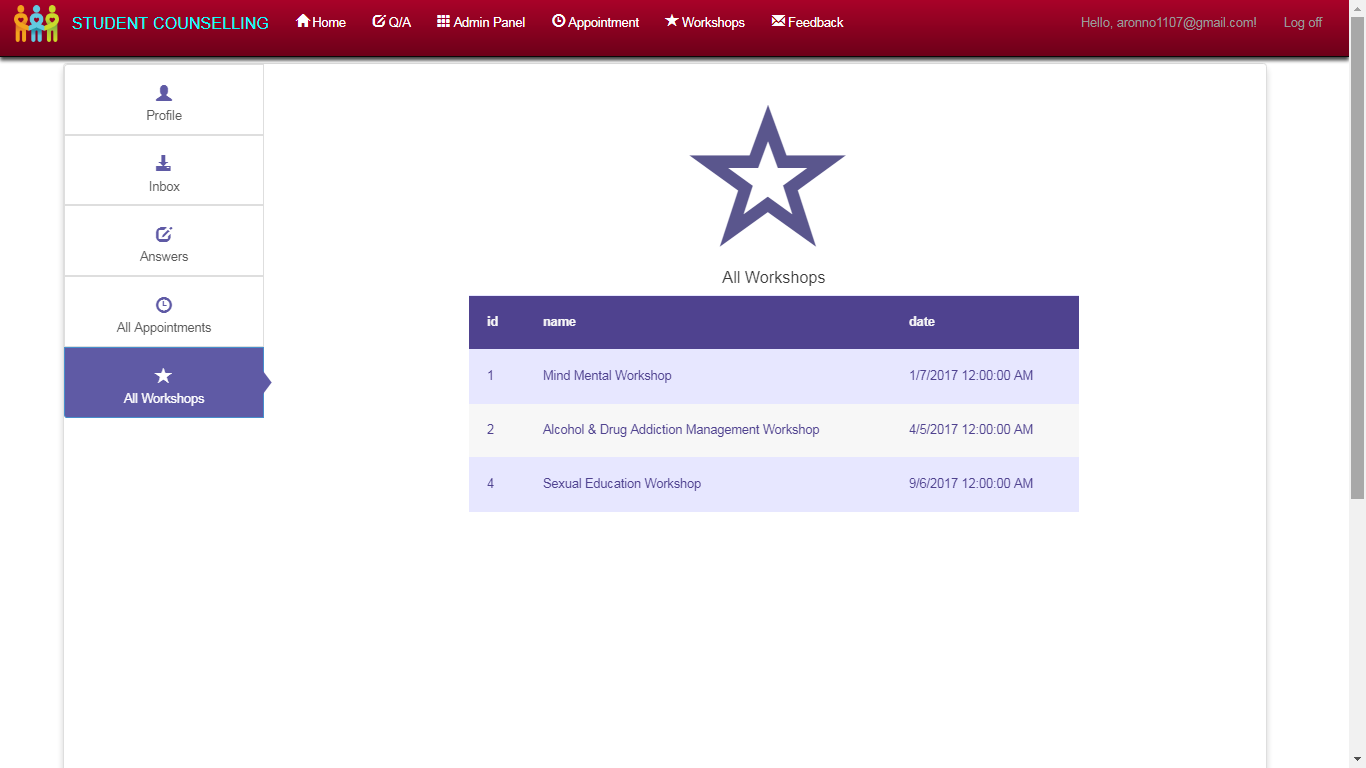 STUDENT COUNSELLING Home Q/A Admin Panel Appointment Workshops Feedback Hello, aronno1107@gmail.com! Log off
Profile
Inbox
Answers
All Appointments
All Workshops
All Workshops
id name date
1 Mind Mental Workshop 1/7/2017 12:00:00 AM
2 Alcohol & Drug Addiction Management Workshop 4/5/2017 12:00:00 AM
4 Sexual Education Workshop 9/6/2017 12:00:00 AM